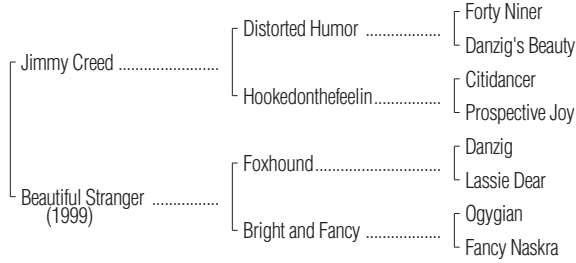 Forty Niner
Distorted Humor ..................
Danzig's Beauty
Jimmy Creed ........................
Citidancer
Hookedonthefeelin................
Prospective Joy
Danzig
Foxhound..............................
Lassie Dear
Beautiful Stranger ................
(1999)
Ogygian
Bright and Fancy ..................
Fancy Naskra